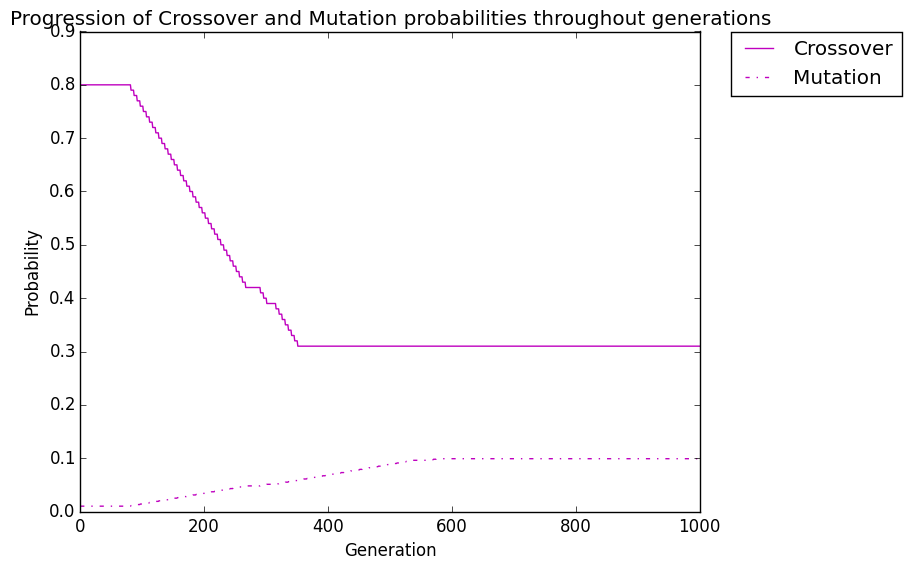 Progression of Crossover and Mutation probabilities throughout generations
Crossover
Mutation
0.9
0.8
0.7
0.6
0.5
0.4
0.3
0.2
0.1
0.0
Probability
0 200 400 600 800 1000
Generation